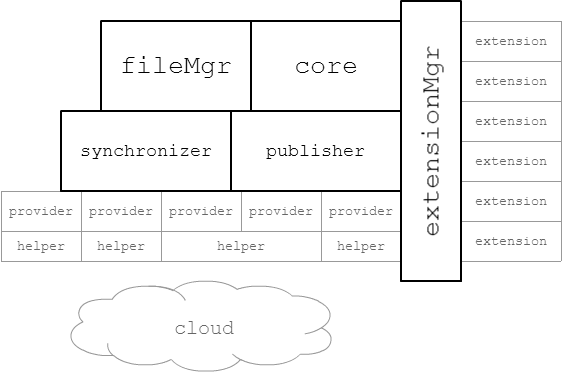 fileMgr core
extensionMgr
extension
extension
extension
extension
extension
extension
synchronizer publisher
provider provider provider provider provider
helper helper helper helper
cloud